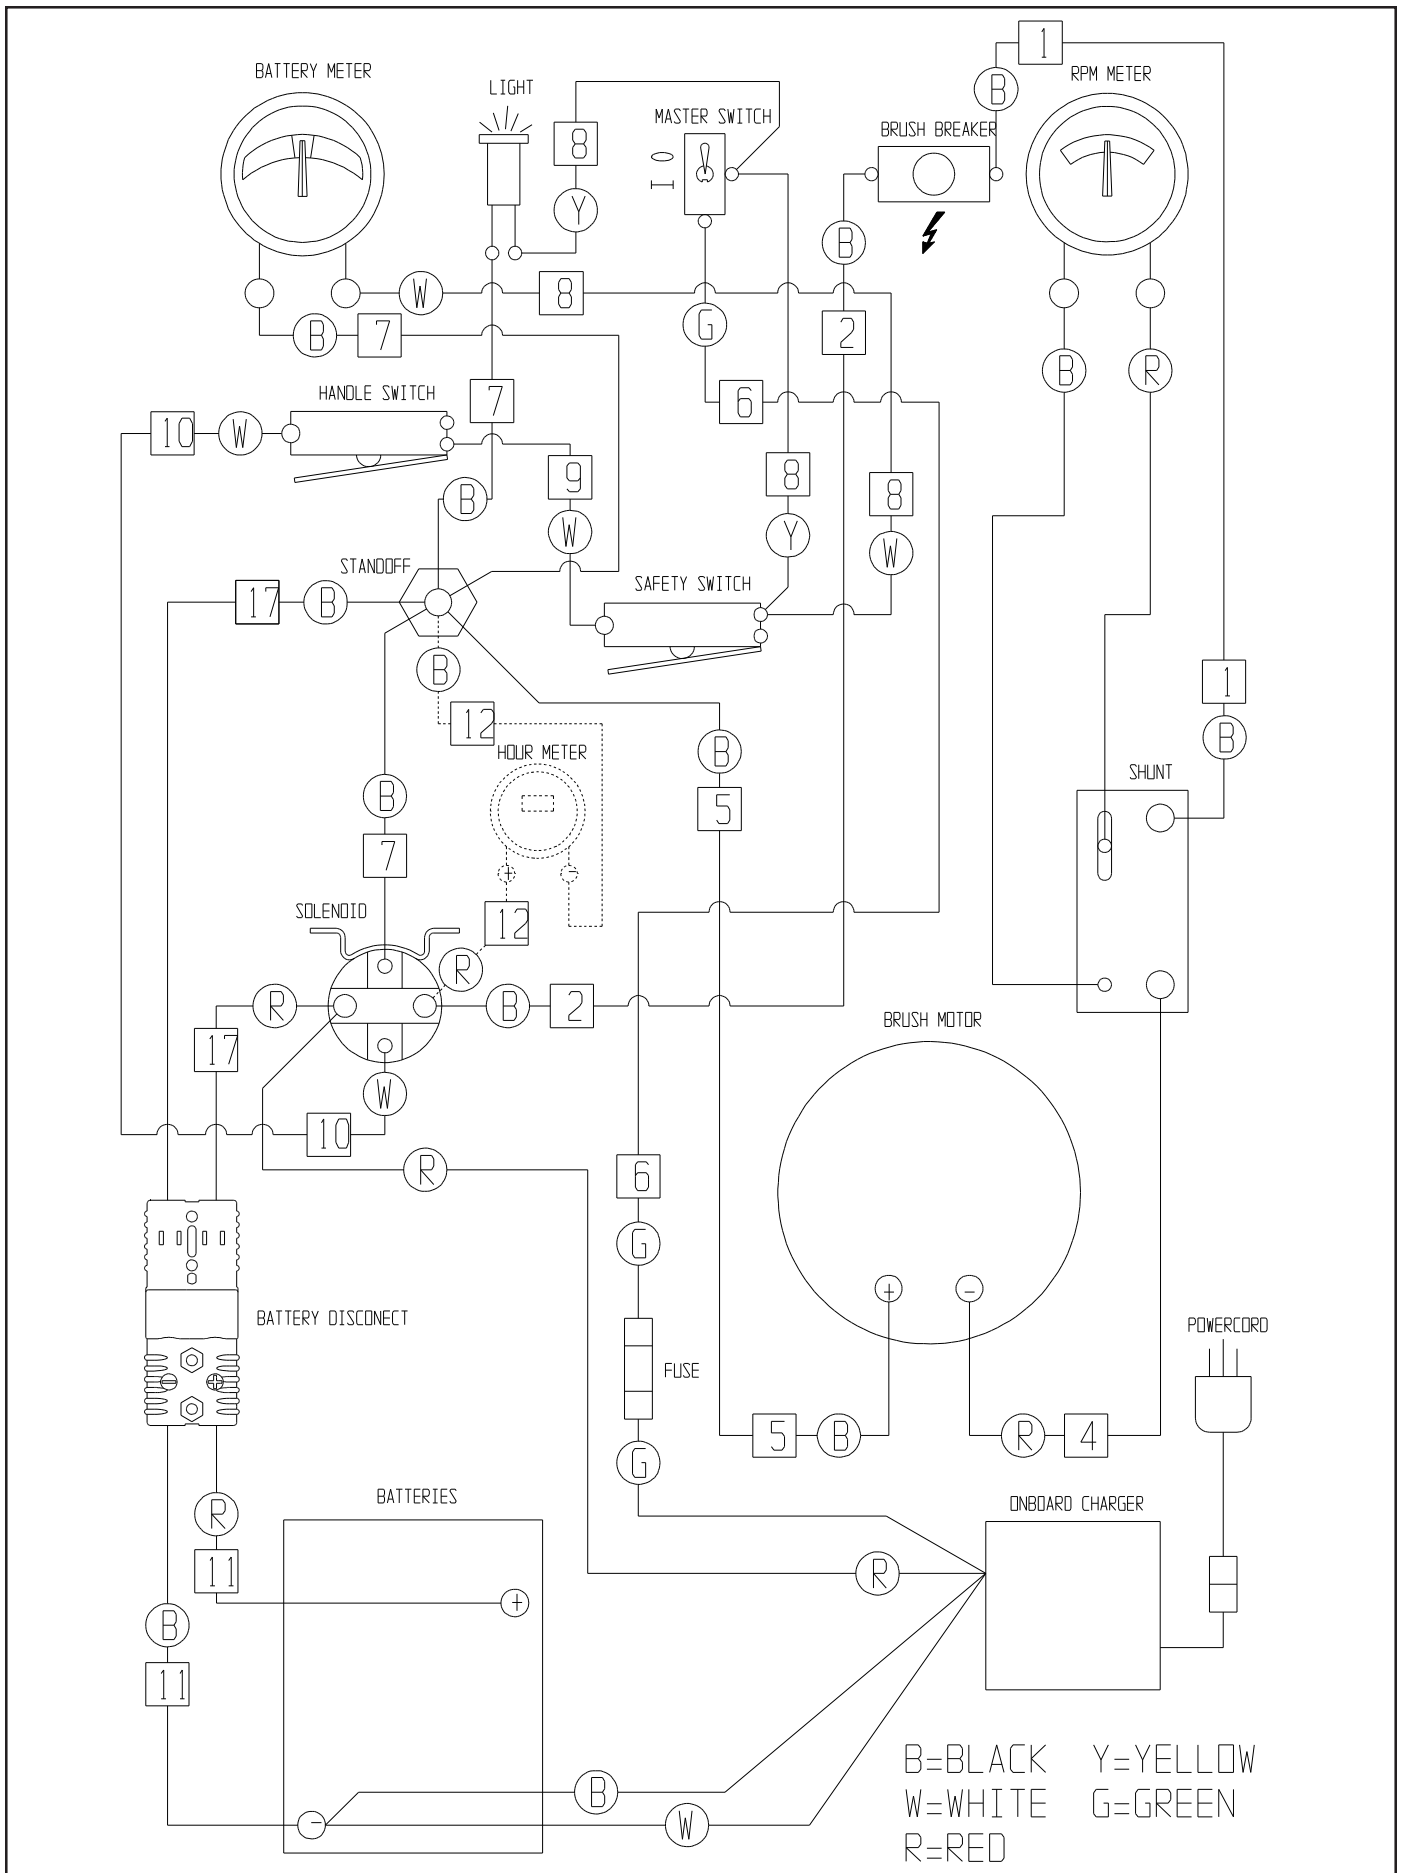 1
BATTERY METER
RPM METER
LIGHT
B
MASTER SWITCH
8
BRUSH BREAKER
Y
B
W
8
G
2
B
7
B
R
HANDLE SWITCH
7
6
10
W
9
8
8
B
W
Y
W
STANDOFF
SAFETY SWITCH
17
B
B
1
12
B
HOUR METER
B
SHUNT
B
5
7
+
-
SOLENOID
12
R
R
B
2
BRUSH MOTOR
17
W
10
R
6
G
+
-
BATTERY DISCONECT
POWERCORD
FUSE
-
+
5
B
R
4
G
BATTERIES
ONBOARD CHARGER
R
11
R
+
B
11
B
-
W
B=BLACK Y=YELLOW
W=WHITE G=GREEN
R=RED